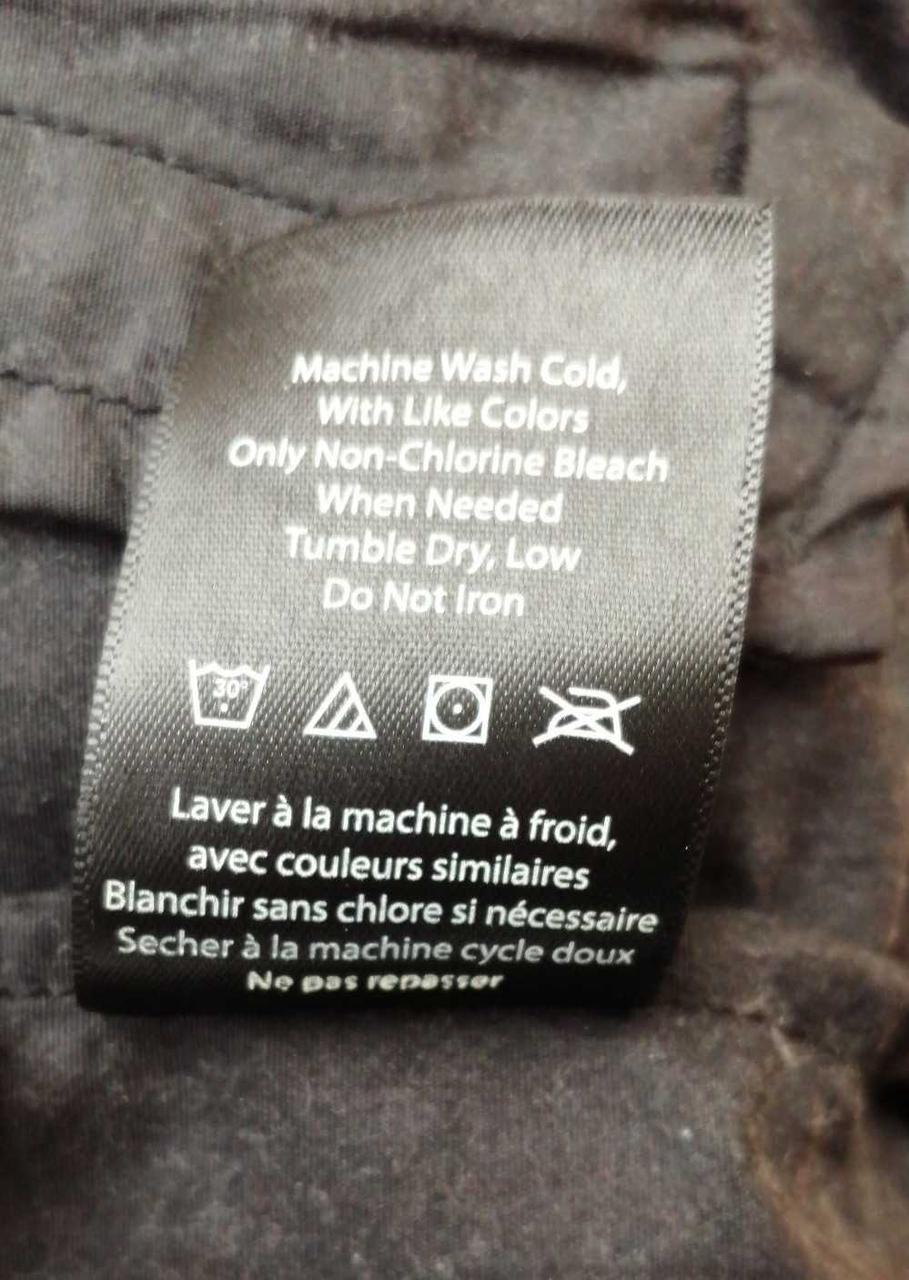 Machine Wash Cold,
With Like Colors
Only Non-Chlorine Bleach
When Needed
Tumble Dry, Low
Do Not Iron
30°
Laver à la machine à froid,
avec couleurs similaires
Blanchir sans chlore si nécessaire
Secher à la machine cycle doux
Ne pas repasser